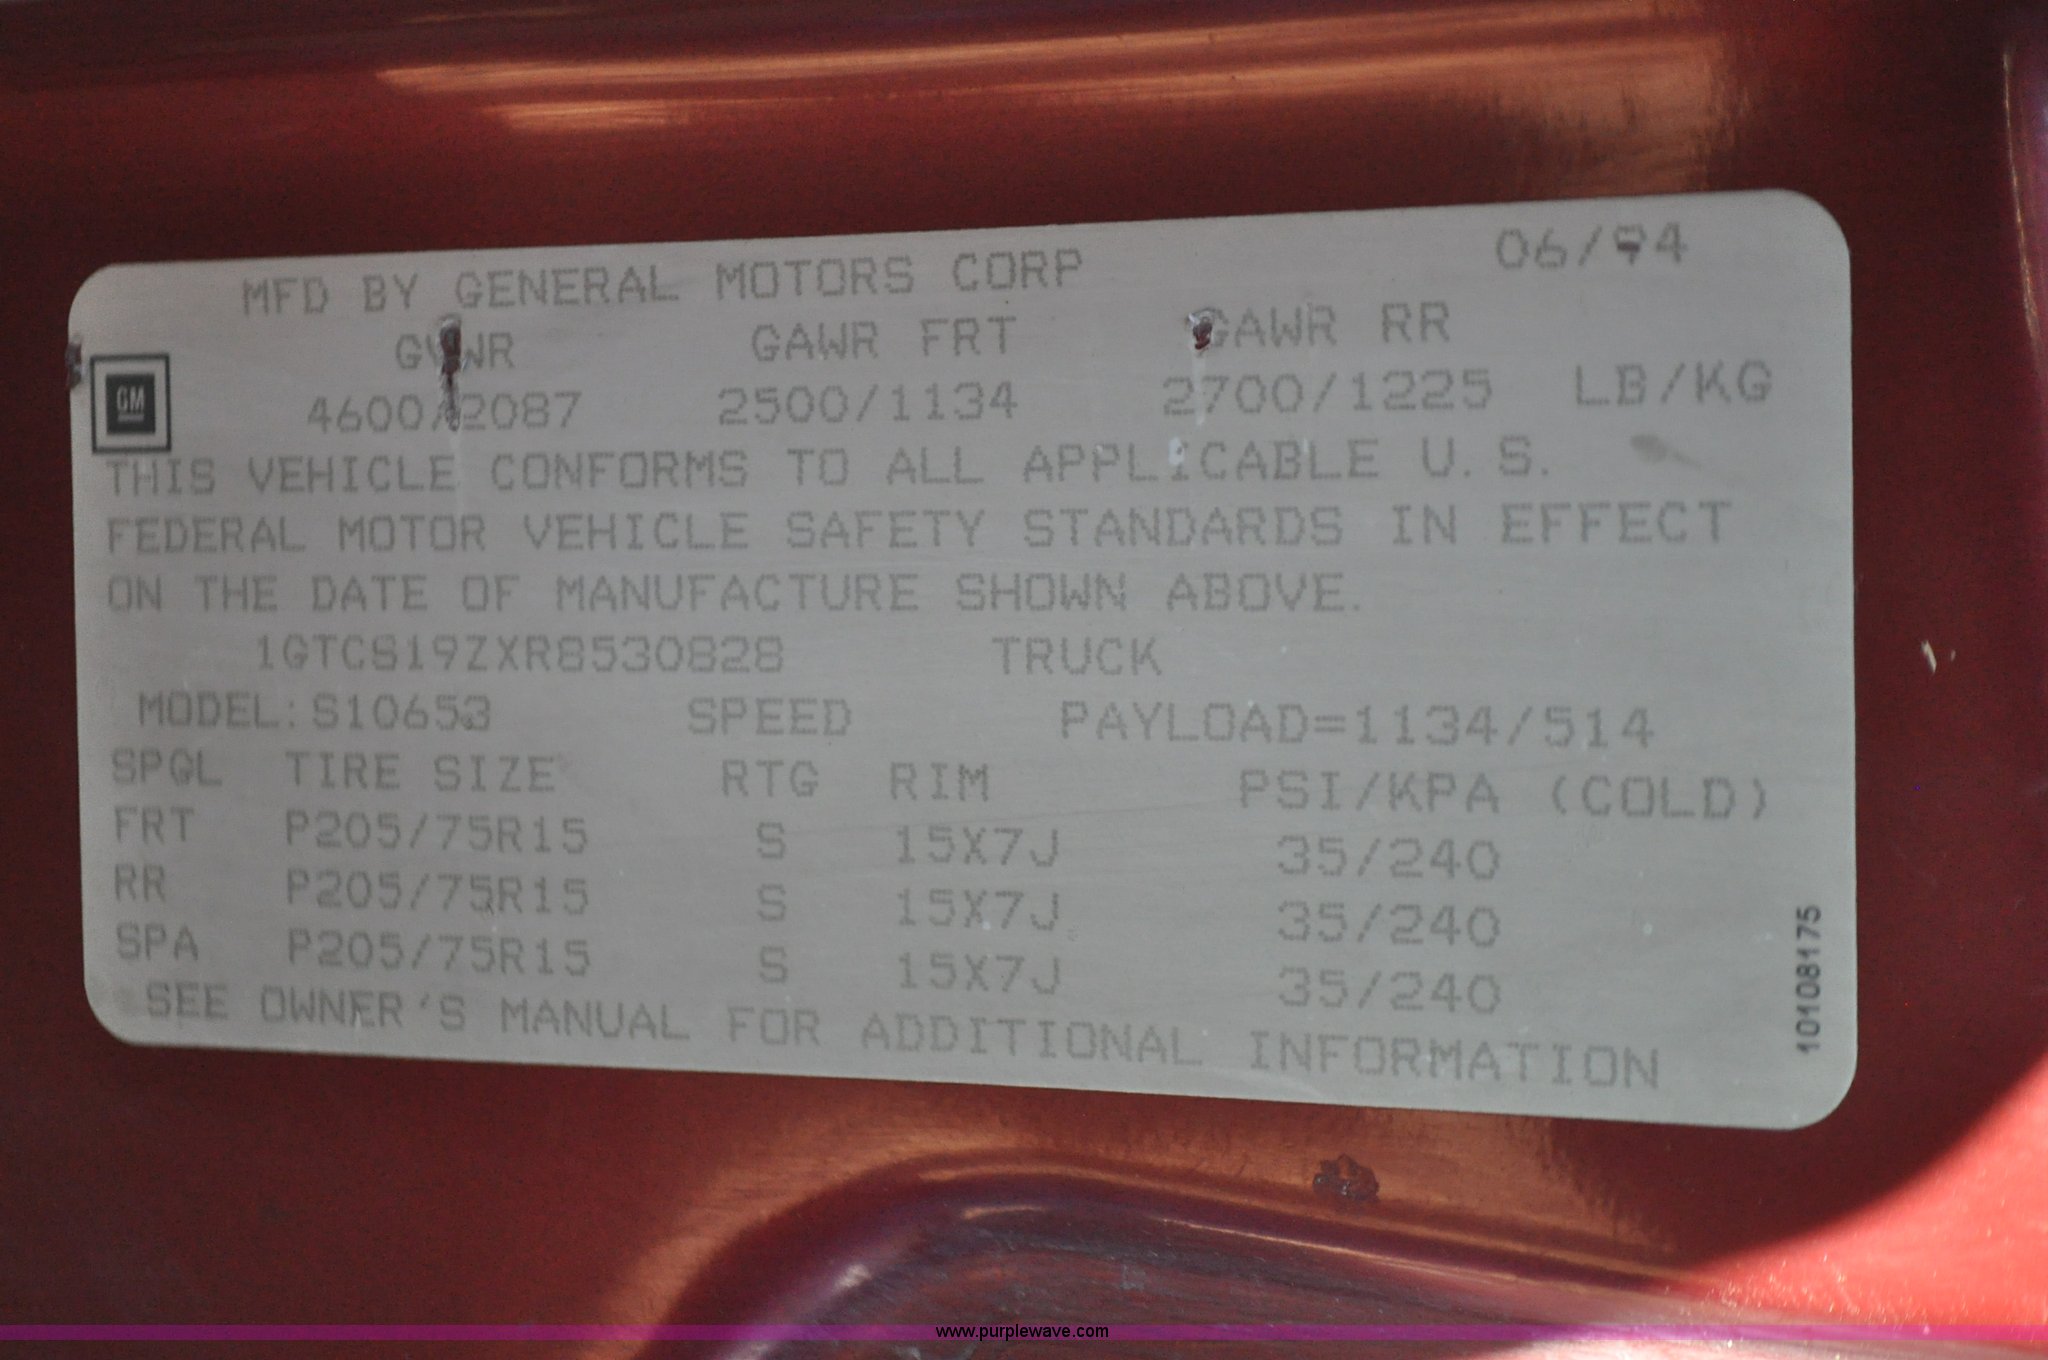 MFD BY GENERAL MOTORS CORP 06/94
GVWR GAWR FRT GAWR RR
GM 4600/2087 2500/1134 2700/1225 LB/KG
THIS VEHICLE CONFORMS TO ALL APPLICABLE U.S.
FEDERAL MOTOR VEHICLE SAFETY STANDARDS IN EFFECT
ON THE DATE OF MANUFACTURE SHOWN ABOVE.
1GTCS19ZXR8530828 TRUCK
MODEL:S10653 SPEED PAYLOAD=1134/514
SPGL TIRE SIZE RTG RIM PSI/KPA (COLD)
FRT P205/75R15 S 15X7J 35/240
RR P205/75R15 S 15X7J 35/240
SPA P205/75R15 S 15X7J 35/240
SEE OWNER'S MANUAL FOR ADDITIONAL INFORMATION
10108175
www.purplewave.com